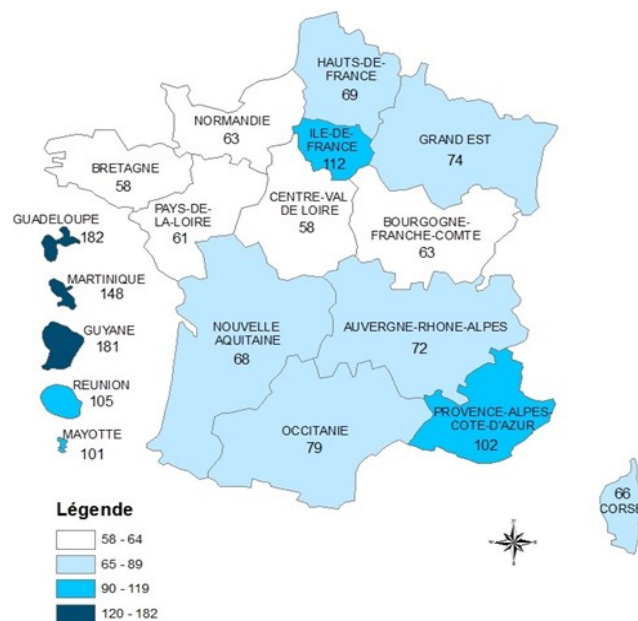 HAUTS-DE-
FRANCE
69
NORMANDIE
63
ILE-DE-
FRANCE
112
GRAND EST
74
BRETAGNE
58
PAYS-DE-
LA-LOIRE
61
CENTRE-VAL
DE LOIRE
58
BOURGOGNE-
FRANCHE-COMTE
63
GUADELOUPE
182
MARTINIQUE
148
GUYANE
181
REUNION
105
MAYOTTE
101
NOUVELLE
AQUITAINE
68
AUVERGNE-RHONE-ALPES
72
OCCITANIE
79
PROVENCE-ALPES-
COTE-D'AZUR
102
66
CORSE
Légende
58 - 64
65 - 89
90 - 119
120 - 182